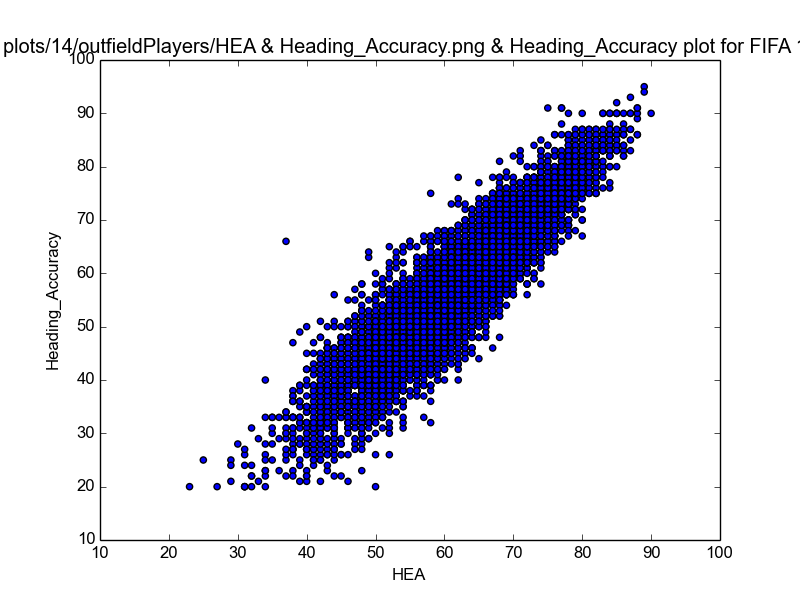 plots/14/outfieldPlayers/HEA & Heading_Accuracy.png & Heading_Accuracy plot for FIFA
100
90
80
70
60
50
40
30
20
10
Heading_Accuracy
10 20 30 40 50 60 70 80 90 100
HEA